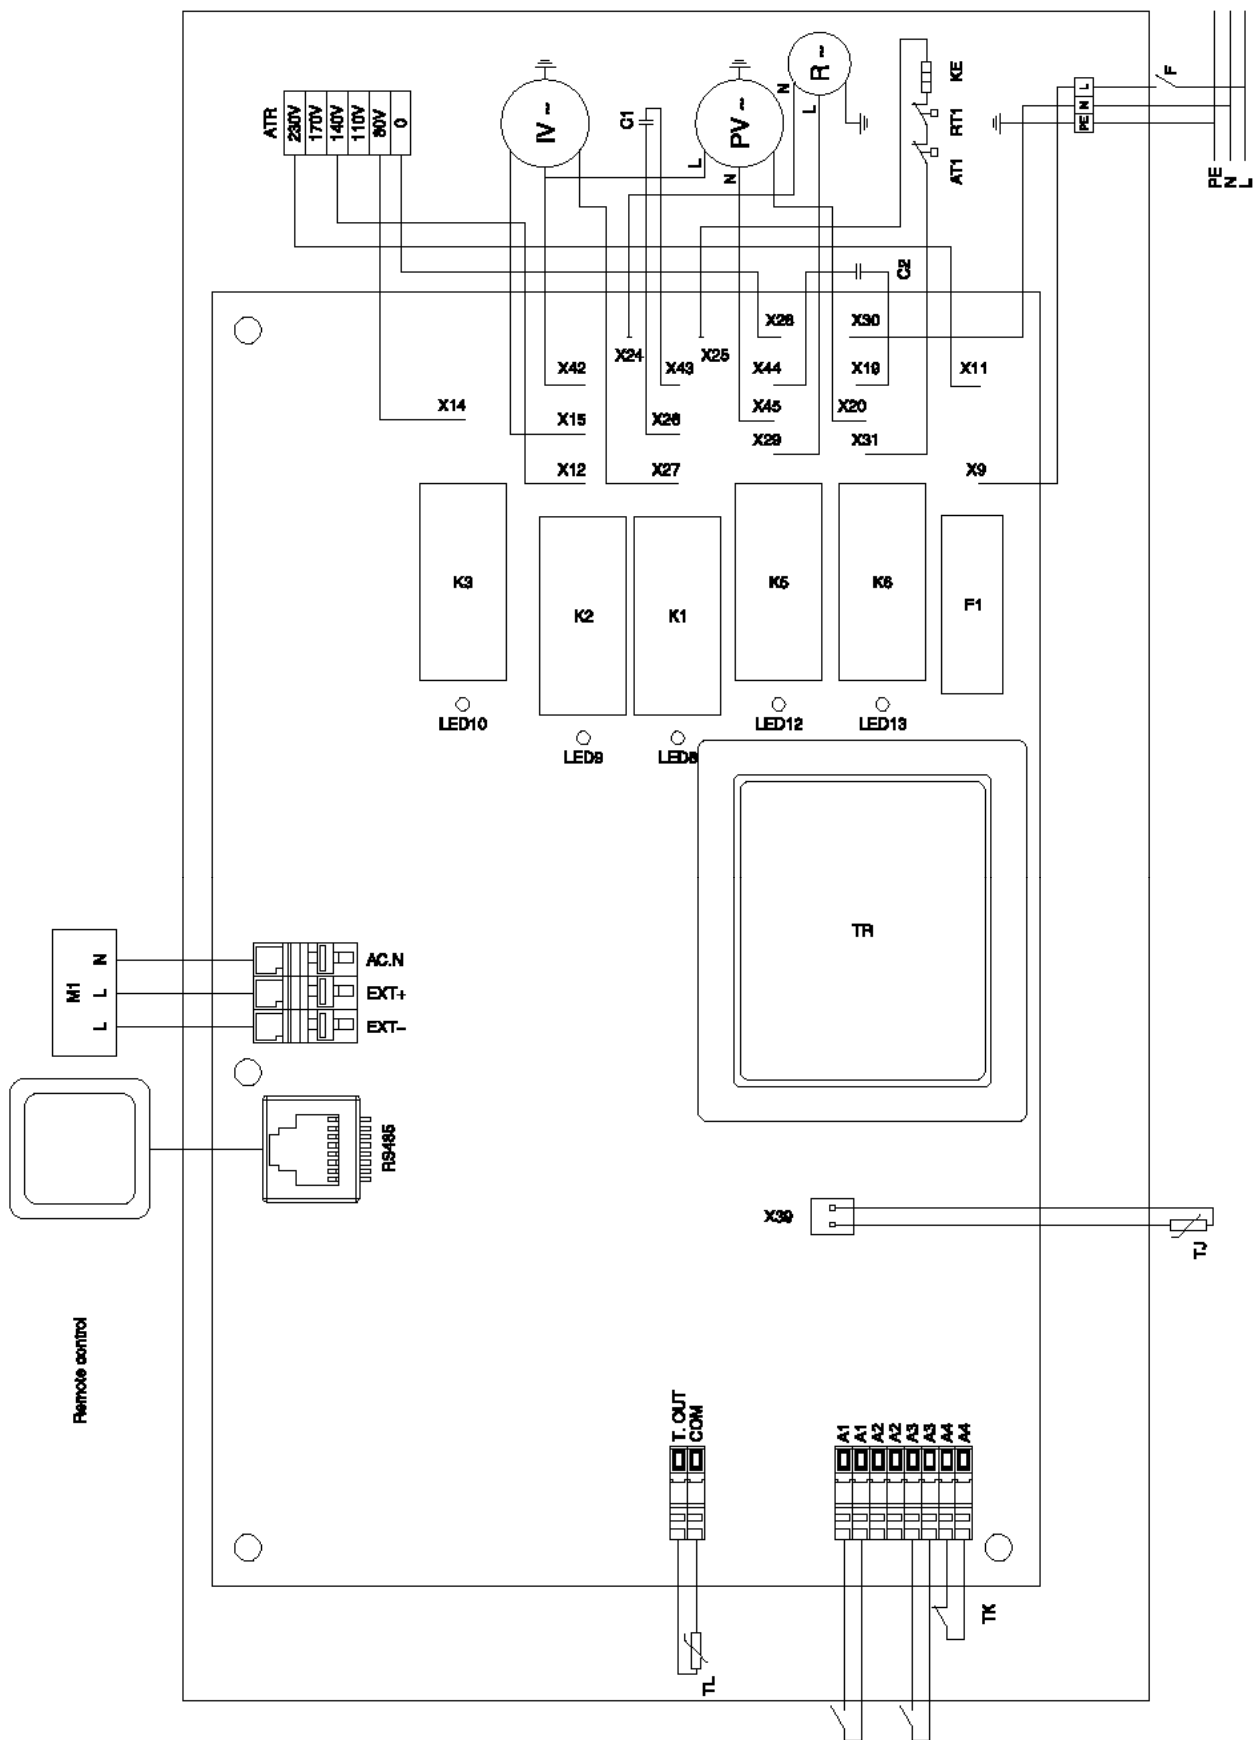 ATR
230V
170V
140V
110V
80V
0
IV ~
C1
L
N
PV ~
N
L
R ~
KE
RT1
AT1
PE
N
L
F
PE
N
L
C2
X28
X30
X24
X25
X42
X43
X44
X19
X11
X14
X15
X26
X45
X20
X29
X31
X12
X27
X9
K3
K2
K1
K5
K6
F1
LED10
LED9
LED8
LED12
LED13
TR
M1
N
L
L
AC.N
EXT+
EXT-
RS485
X39
TJ
Remote control
T. OUT
COM
A1
A1
A2
A2
A3
A3
A4
A4
TL
TK